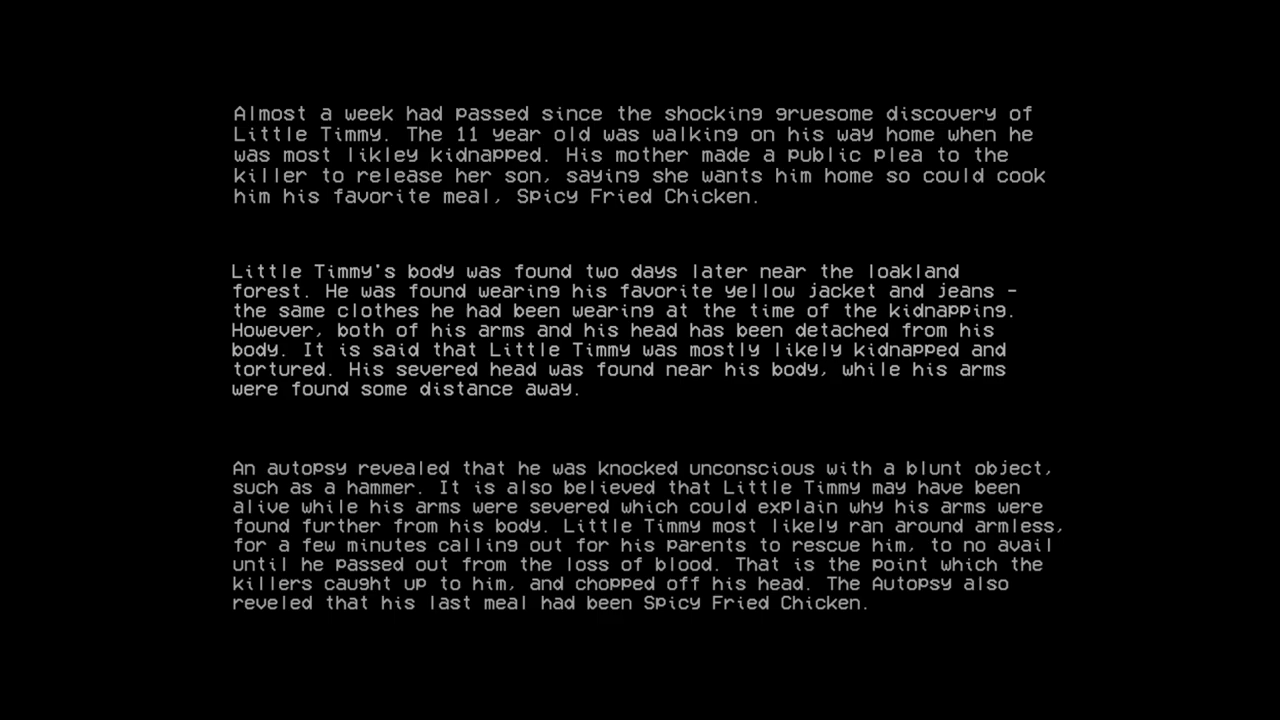 Almost a week had passed since the shocking gruesome discovery of
Little Timmy. The 11 year old was walking on his way home when he
was most likley kidnapped. His mother made a public plea to the
killer to release her son, saying she wants him home so could cook
him his favorite meal, Spicy Fried Chicken.
Little Timmy's body was found two days later near the loakland
forest. He was found wearing his favorite yellow jacket and jeans -
the same clothes he had been wearing at the time of the kidnapping.
However, both of his arms and his head has been detached from his
body. It is said that Little Timmy was mostly likely kidnapped and
tortured. His severed head was found near his body, while his arms
were found some distance away.
An autopsy revealed that he was knocked unconscious with a blunt object,
such as a hammer. It is also believed that Little Timmy may have been
alive while his arms were severed which could explain why his arms were
found further from his body. Little Timmy most likely ran around armless,
for a few minutes calling out for his parents to rescue him, to no avail
until he passed out from the loss of blood. That is the point which the
killers caught up to him, and chopped off his head. The Autopsy also
reveled that his last meal had been Spicy Fried Chicken.